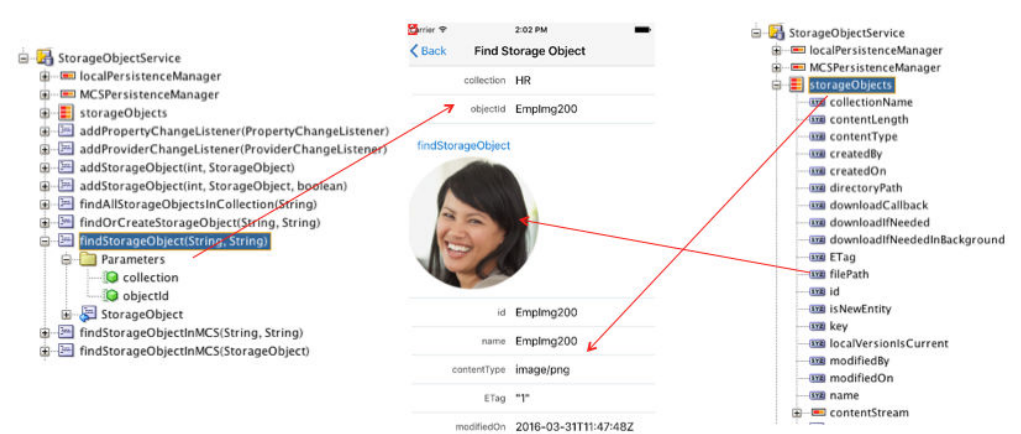 StorageObjectService
localPersistenceManager
MCSPersistenceManager
storageObjects
addPropertyChangeListener(PropertyChangeListener)
addProviderChangeListener(ProviderChangeListener)
addStorageObject(int, StorageObject)
addStorageObject(int, StorageObject, boolean)
findAllStorageObjectsInCollection(String)
findOrCreateStorageObject(String, String)
findStorageObject(String, String)
Parameters
collection
objectId
StorageObject
findStorageObjectInMCS(String, String)
findStorageObjectInMCS(StorageObject)
2:02 PM
Back Find Storage Object
collection HR
objectId EmpImg200
findStorageObject
id EmpImg200
name EmpImg200
contentType image/png
ETag "1"
modifiedOn 2016-03-31T11:47:48Z
StorageObjectService
localPersistenceManager
MCSPersistenceManager
storageObjects
collectionName
contentLength
contentType
createdBy
createdOn
directoryPath
downloadCallback
downloadIfNeeded
downloadIfNeededInBackground
ETag
filePath
id
isNewEntity
key
localVersionIsCurrent
modifiedBy
modifiedOn
name
contentStream